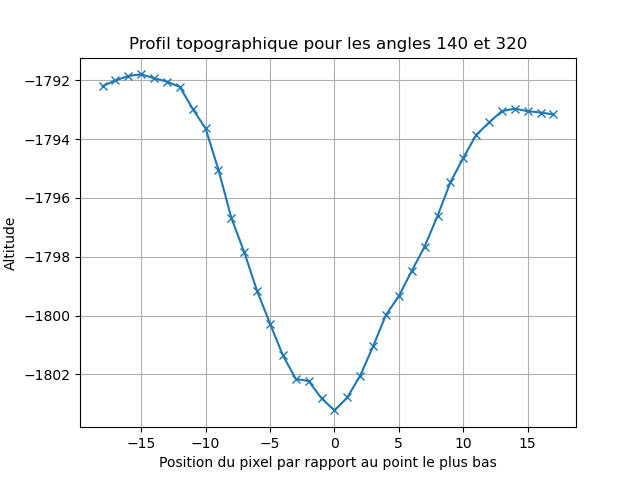 Profil topographique pour les angles 140 et 320
−1792
−1794
−1796
−1798
−1800
−1802
Altitude
−15 −10 −5 0 5 10 15
Position du pixel par rapport au point le plus bas